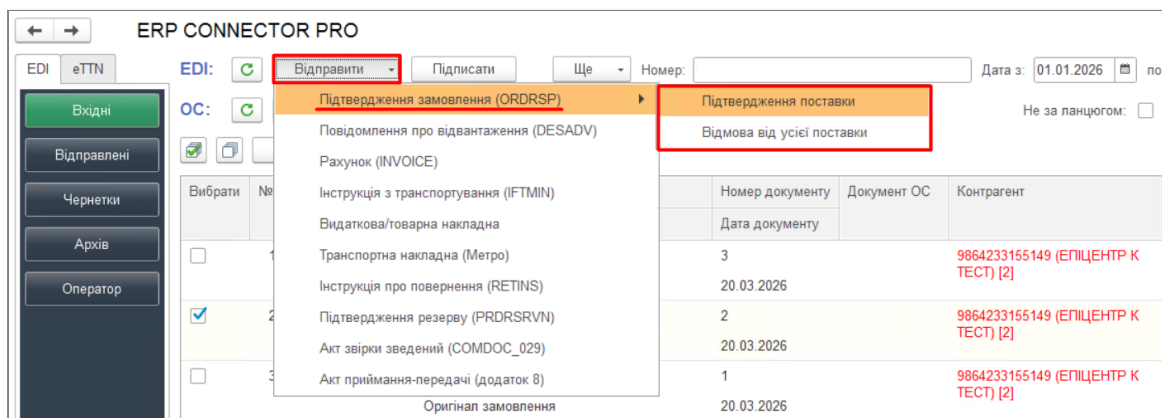 ERP CONNECTOR PRO
EDI
eTTN
EDI:
Відправити
Підписати
Ще
Номер:
Дата з:
01.01.2026
по
Вхідні
ОС:
Підтвердження замовлення (ORDRSP)
Підтвердження поставки
Не за ланцюгом:
Повідомлення про відвантаження (DESADV)
Відмова від усієї поставки
Відправлені
Рахунок (INVOICE)
Вибрати
№
Інструкція з транспортування (IFTMIN)
Номер документу
Документ ОС
Контрагент
Чернетки
Видаткова/товарна накладна
Дата документу
Архів
1
Транспортна накладна (Метро)
3
9864233155149 (ЕПІЦЕНТР К
ТЕСТ) [2]
Оператор
Інструкція про повернення (RETINS)
20.03.2026
2
Підтвердження резерву (PRDRSRVN)
2
9864233155149 (ЕПІЦЕНТР К
ТЕСТ) [2]
Акт звірки зведений (COMDOC_029)
20.03.2026
3
Акт приймання-передачі (додаток 8)
1
9864233155149 (ЕПІЦЕНТР К
ТЕСТ) [2]
Оригінал замовлення
20.03.2026